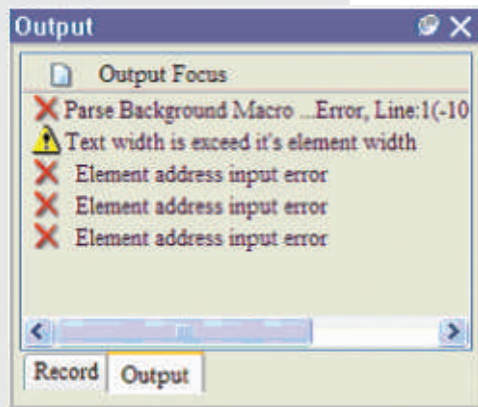 Output
Output Focus
Parse Background Macro ...Error, Line:1(-10
Text width is exceed it's element width
Element address input error
Element address input error
Element address input error
Record
Output